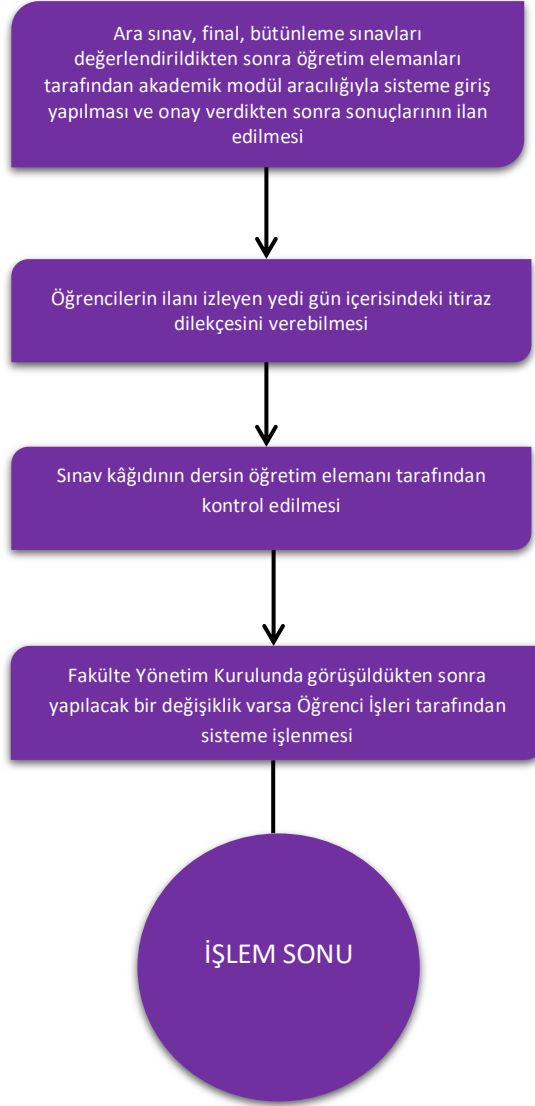 Ara sınav, final, bütünleme sınavları
değerlendirildikten sonra öğretim elemanları
tarafından akademik modül aracılığıyla sisteme giriş
yapılması ve onay verdikten sonra sonuçlarının ilan
edilmesi
Öğrencilerin ilanı izleyen yedi gün içerisindeki itiraz
dilekçesini verebilmesi
Sınav kâğıdının dersin öğretim elemanı tarafından
kontrol edilmesi
Fakülte Yönetim Kurulunda görüşüldükten sonra
yapılacak bir değişiklik varsa Öğrenci İşleri tarafından
sisteme işlenmesi
İŞLEM SONU